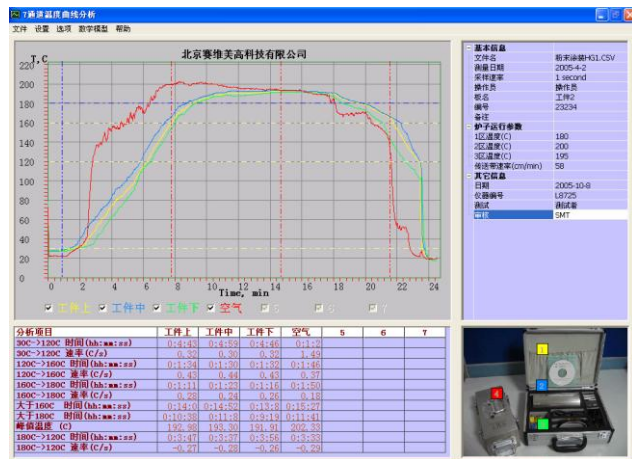 7通道温度曲线分析
文件 设置 选项 数学模型 帮助
北京赛维美高科技有限公司
T,C
220
200
180
160
140
120
100
80
60
40
20
0
0 2 4 6 8 10 12 14 16 18 20 22 24
Time, min
工件上 工件中 工件下 空气 5 6 7
基本信息
文件名 粉末涂装HG1.CSV
测量日期 2005-4-2
采样速率 1 second
操作员 操作员
板名 工件2
编号 23234
备注
炉子运行参数
1区温度(C) 180
2区温度(C) 200
3区温度(C) 195
传送带速率(cm/min) 58
其它信息
日期 2005-10-8
仪器编号 L8725
测试 测试者
审核 SMT
分析项目 工件上 工件中 工件下 空气 5 6 7
30C->120C 时间(hh:mm:ss) 0:4:43 0:4:59 0:4:46 0:1:2
30C->120C 速率(C/s) 0.32 0.30 0.32 1.49
120C->160C 时间(hh:mm:ss) 0:1:34 0:1:30 0:1:32 0:1:46
120C->160C 速率(C/s) 0.43 0.44 0.43 0.37
160C->180C 时间(hh:mm:ss) 0:1:11 0:1:23 0:1:16 0:1:50
160C->180C 速率(C/s) 0.28 0.24 0.26 0.18
大于160C 时间(hh:mm:ss) 0:14:0 0:14:52 0:13:8 0:15:27
大于180C 时间(hh:mm:ss) 0:10:38 0:11:8 0:9:19 0:11:41
峰值温度 (C) 192.98 193.30 191.91 202.33
180C->120C 时间(hh:mm:ss) 0:3:47 0:3:37 0:3:56 0:3:33
180C->120C 速率(C/s) -0.27 -0.28 -0.26 -0.29
1
2
3
4